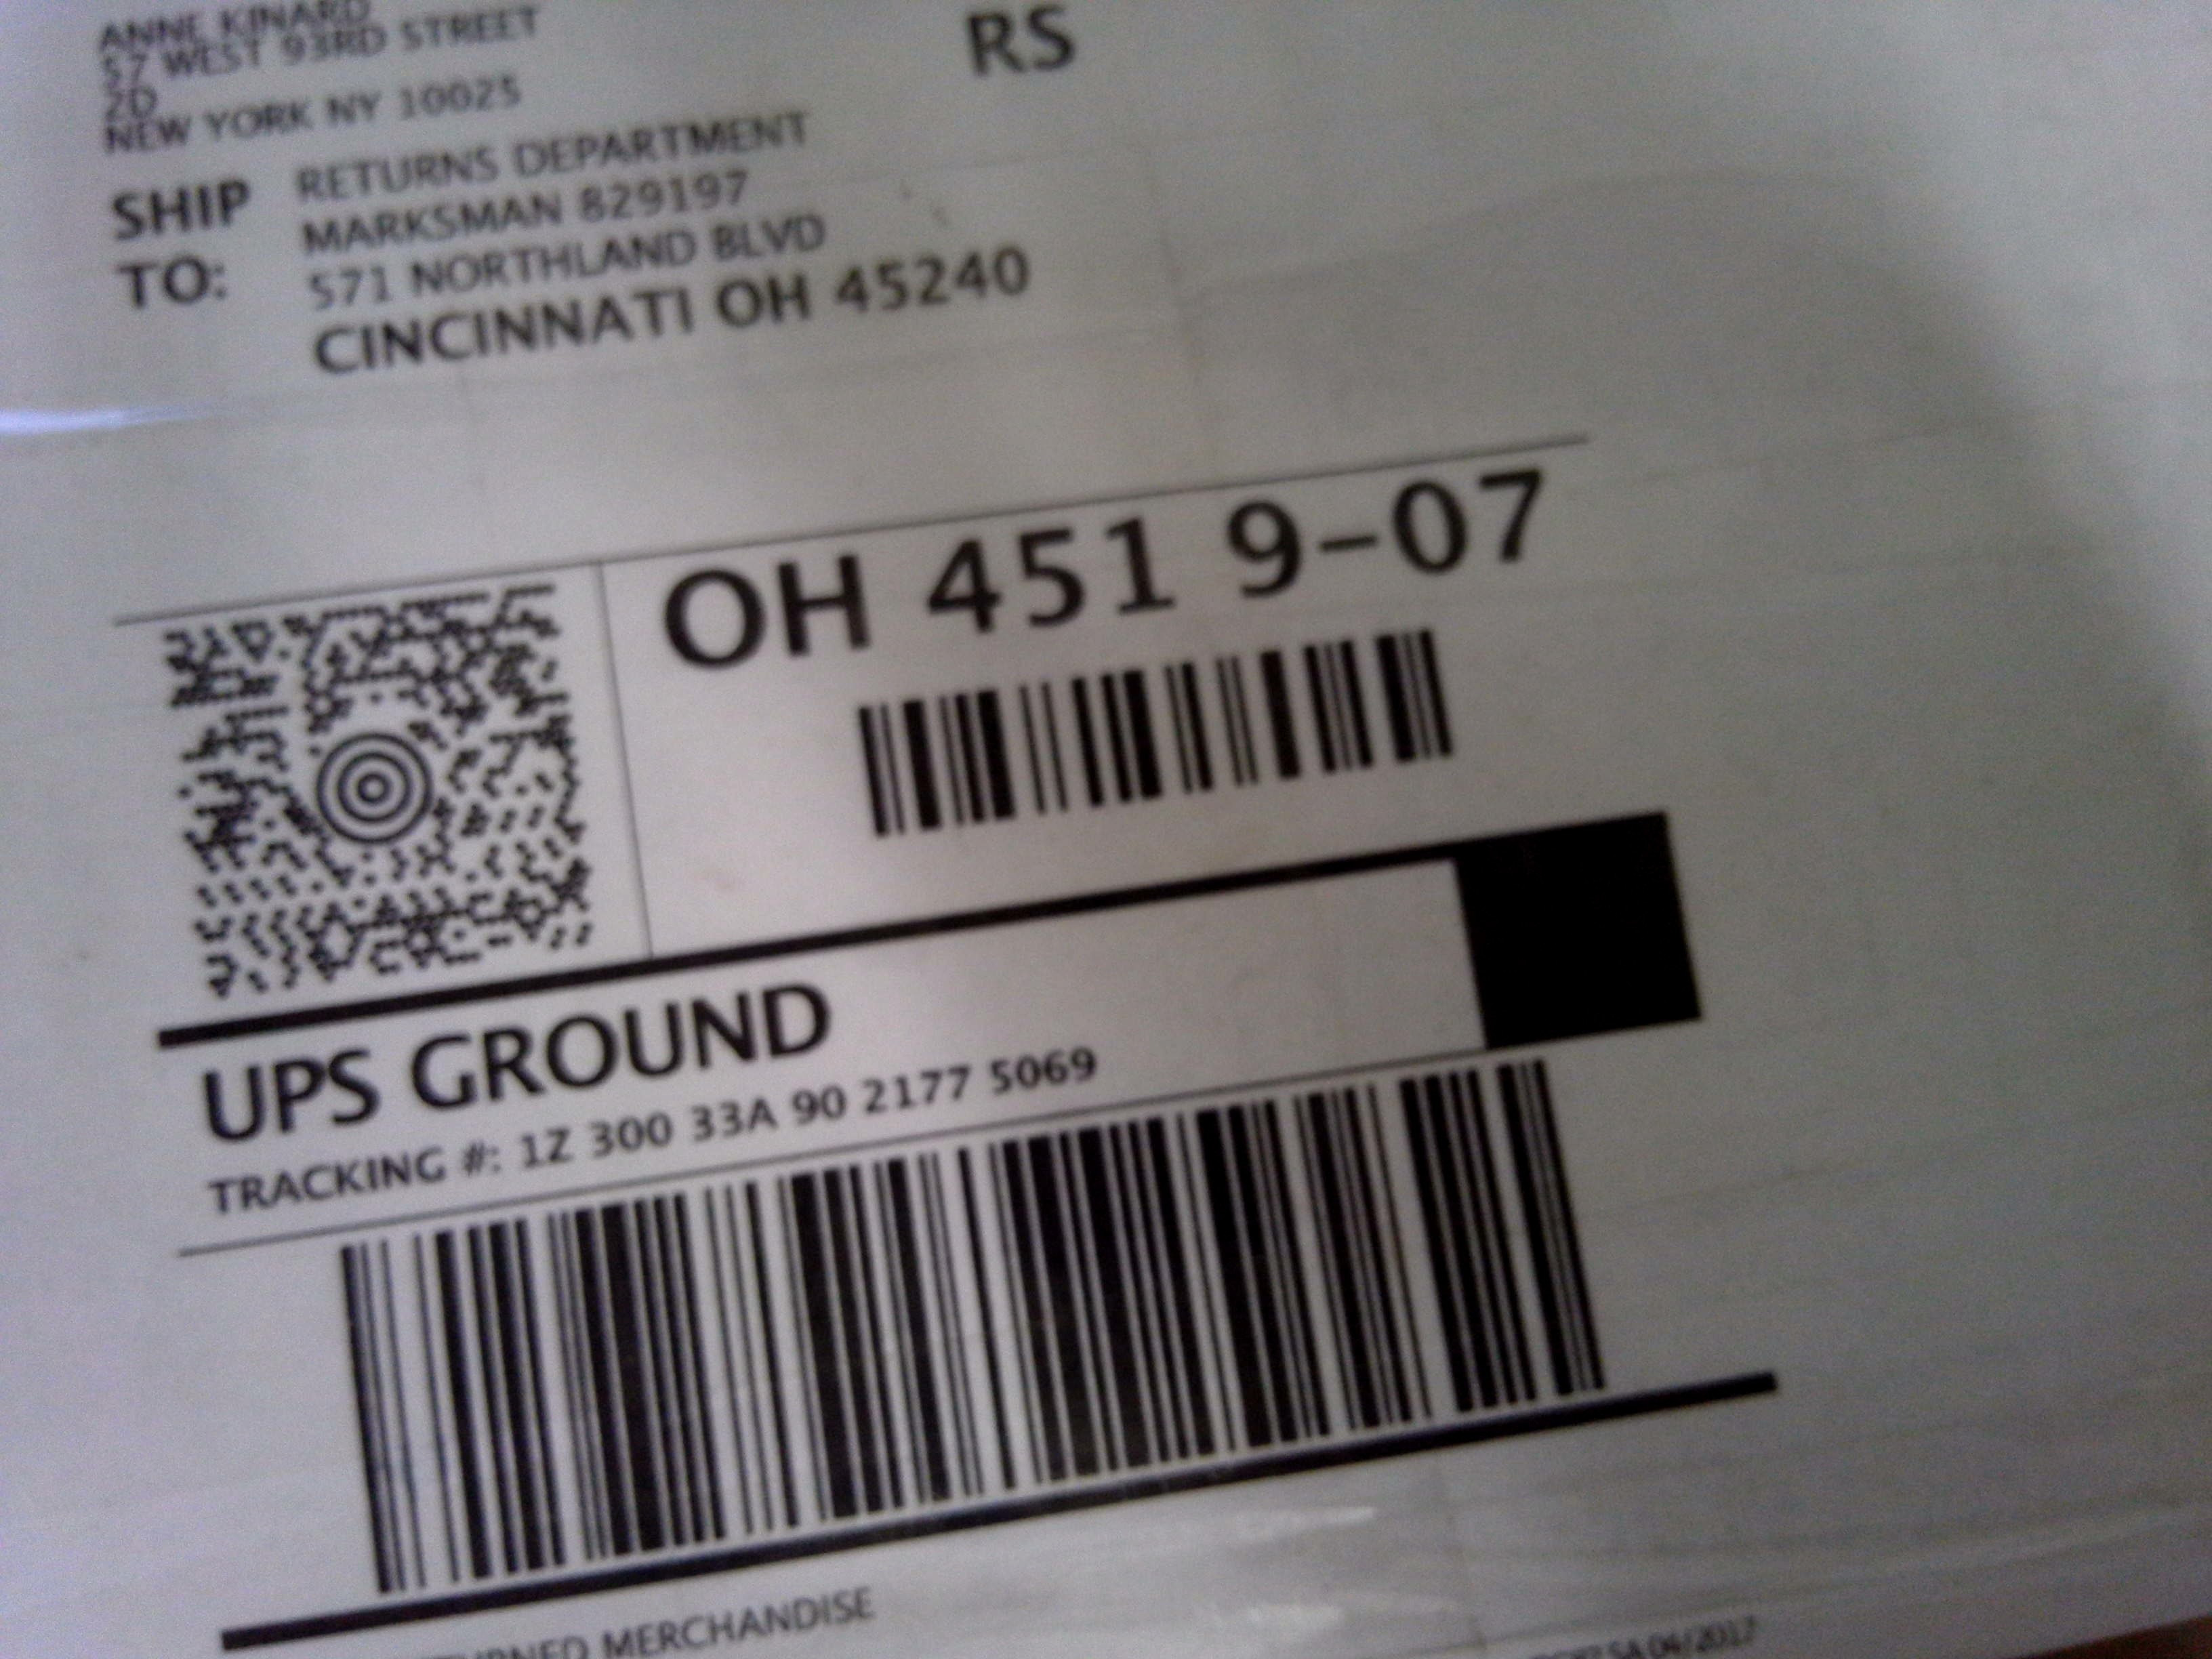 ANNE KINARD
57 WEST 93RD STREET
2D
NEW YORK NY 10025
RS
SHIP TO:
RETURNS DEPARTMENT
MARKSMAN 829197
571 NORTHLAND BLVD
CINCINNATI OH 45240
OH 451 9-07
UPS GROUND
TRACKING #: 1Z 300 33A 90 2177 5069
MERCHANDISE
04/2017